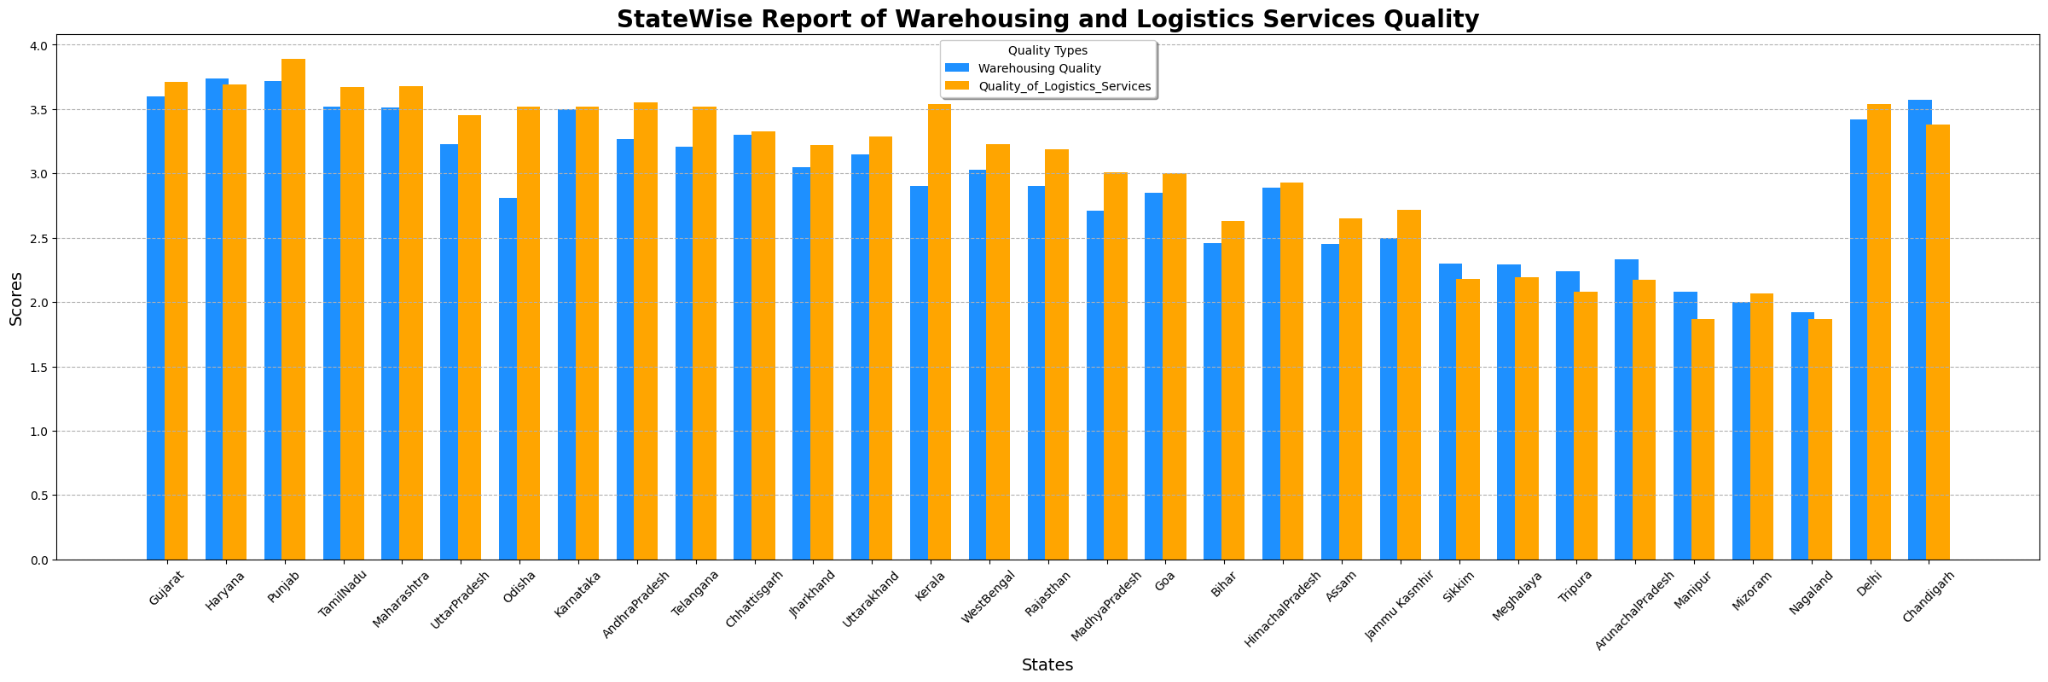 StateWise Report of Warehousing and Logistics Services Quality
Quality Types
Warehousing Quality
Quality_of_Logistics_Services
Scores
4.0
3.5
3.0
2.5
2.0
1.5
1.0
0.5
0.0
Gujarat
Haryana
Punjab
TamilNadu
Maharashtra
UttarPradesh
Odisha
Karnataka
AndhraPradesh
Telangana
Chhattisgarh
Jharkhand
Uttarakhand
Kerala
WestBengal
Rajasthan
MadhyaPradesh
Goa
Bihar
HimachalPradesh
Assam
Jammu Kasmhir
Sikkim
Meghalaya
Tripura
ArunachalPradesh
Manipur
Mizoram
Nagaland
Delhi
Chandigarh
States